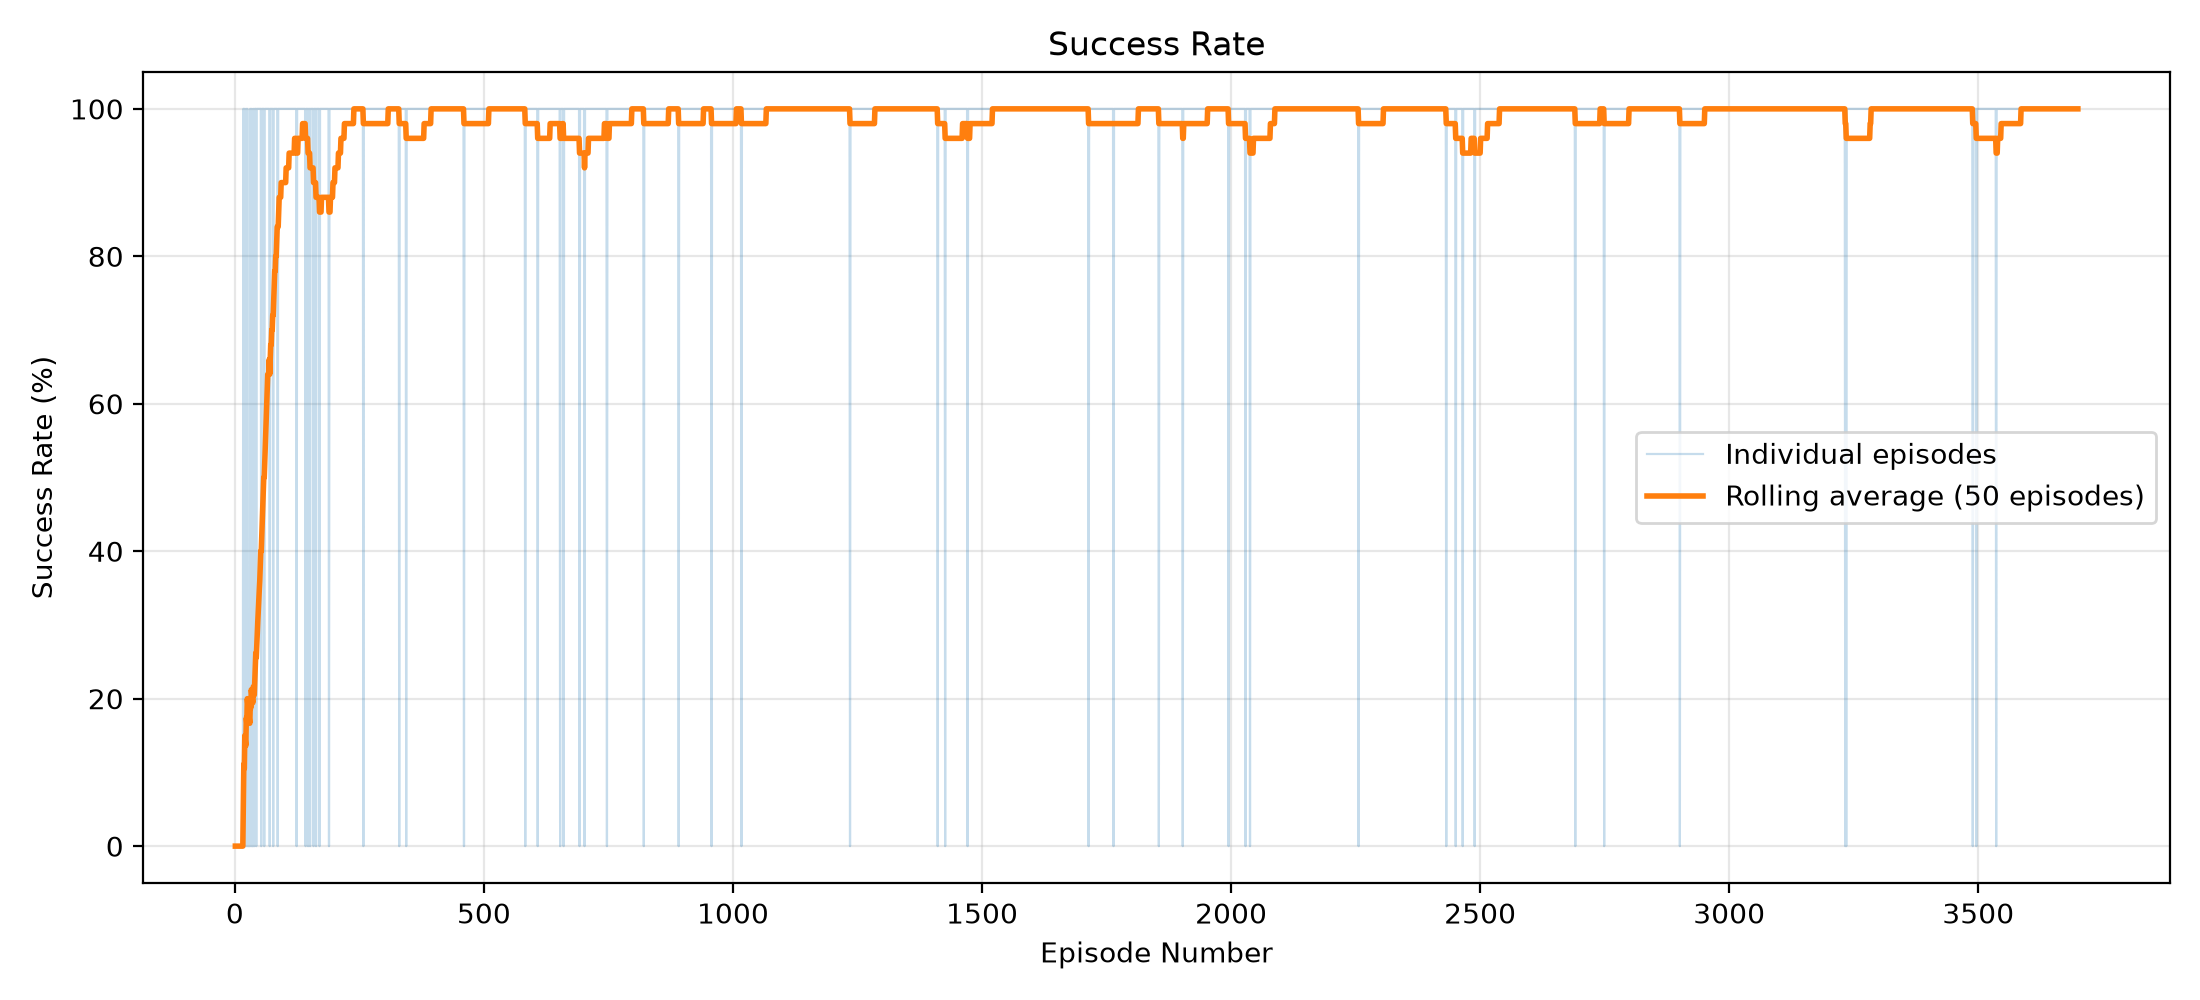 Success Rate
Success Rate (%)
100
80
60
40
20
0
Individual episodes
Rolling average (50 episodes)
0 500 1000 1500 2000 2500 3000 3500
Episode Number